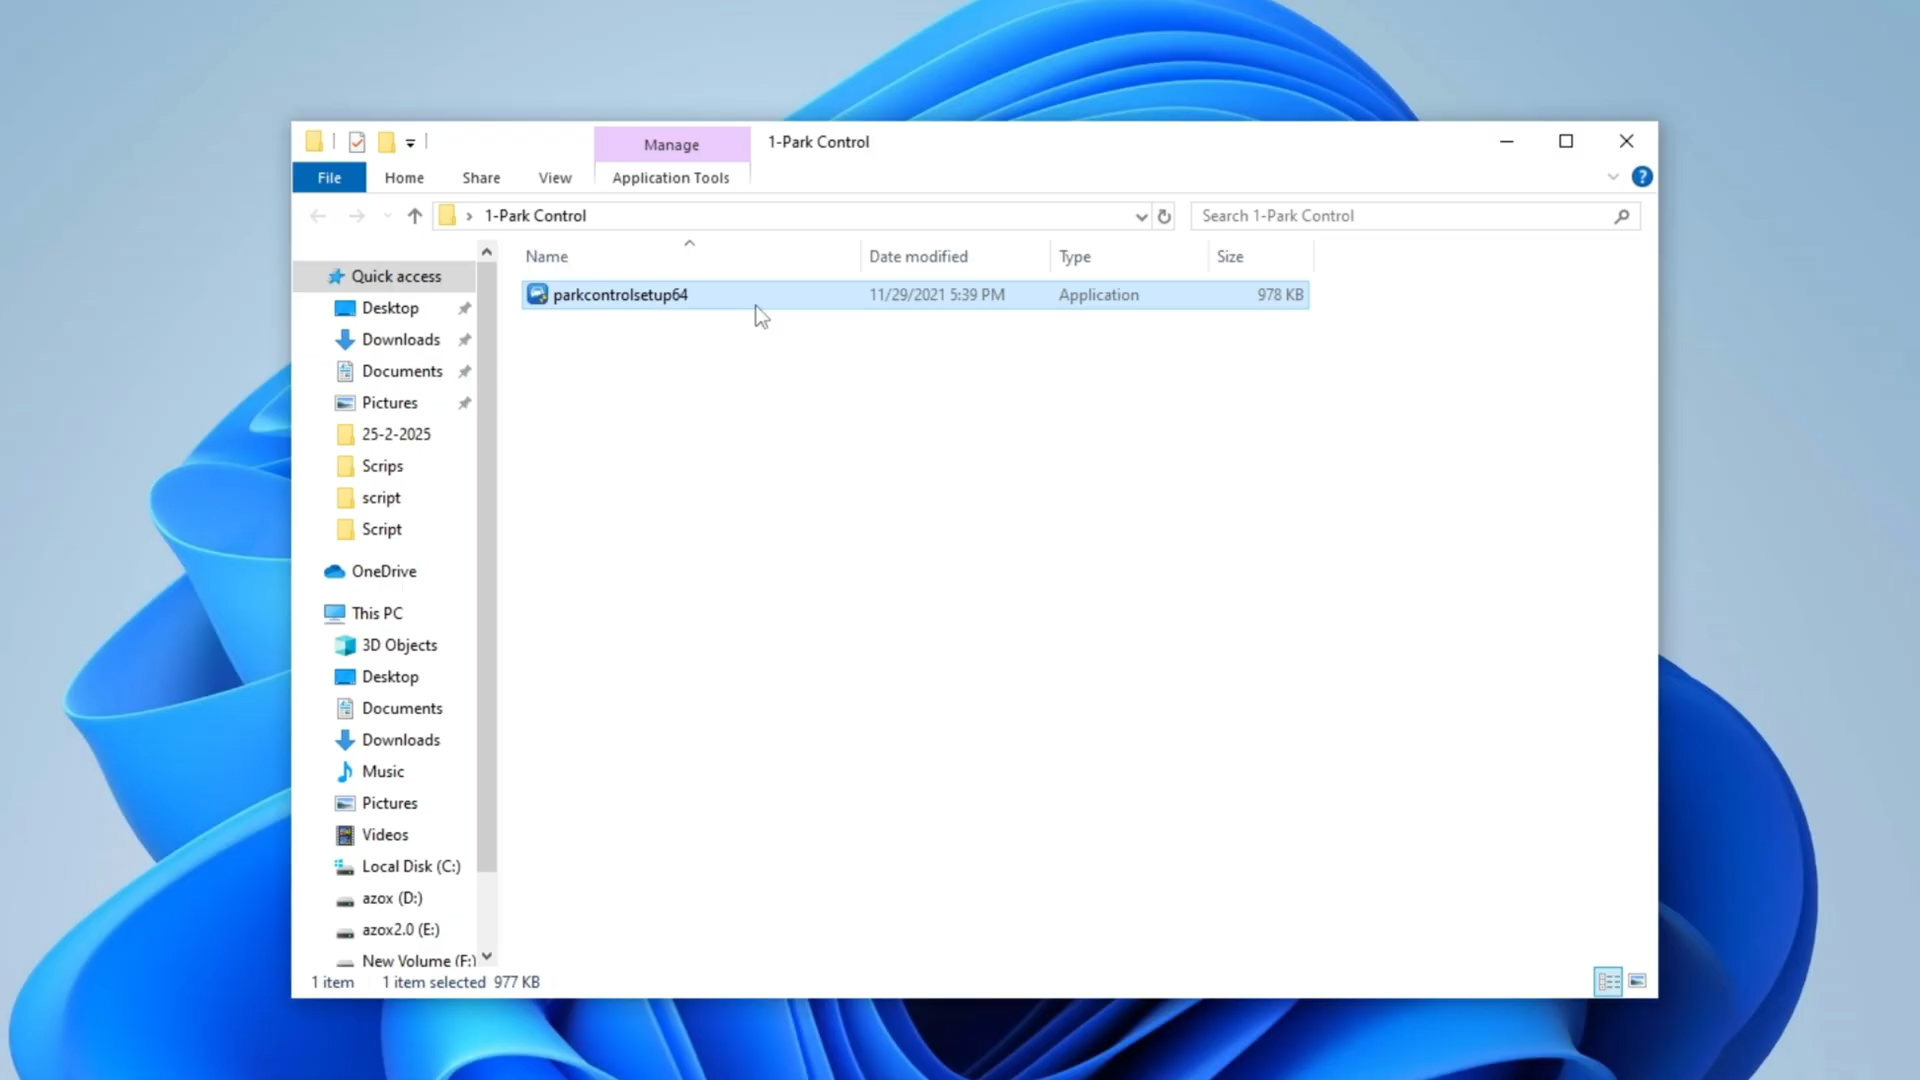 Manage
1-Park Control
File
Home
Share
View
Application Tools
?
1-Park Control
Search 1-Park Control
Name
Date modified
Type
Size
parkcontrolsetup64
11/29/2021 5:39 PM
Application
978 KB
Quick access
Desktop
Downloads
Documents
Pictures
25-2-2025
Scrips
script
Script
OneDrive
This PC
3D Objects
Desktop
Documents
Downloads
Music
Pictures
Videos
Local Disk (C:)
azox (D:)
azox2.0 (E:)
New Volume (F:)
1 item
1 item selected 977 KB